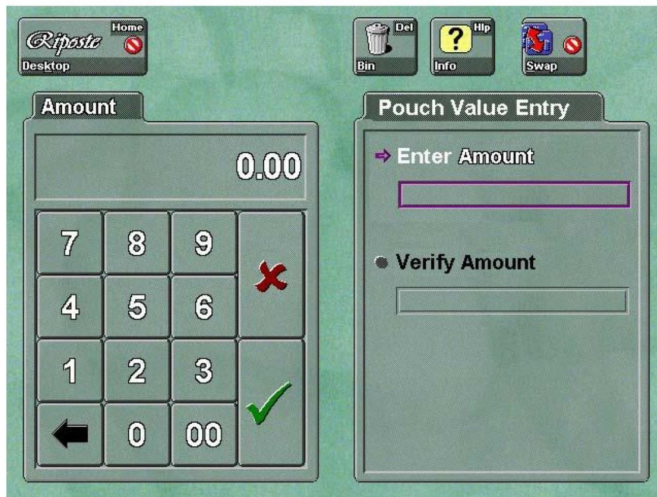 Riposte
Home
Desktop
Del
Bin
Hlp
?
Info
Swap
Amount
0.00
7 8 9
4 5 6
1 2 3
0 00
Pouch Value Entry
Enter Amount
Verify Amount